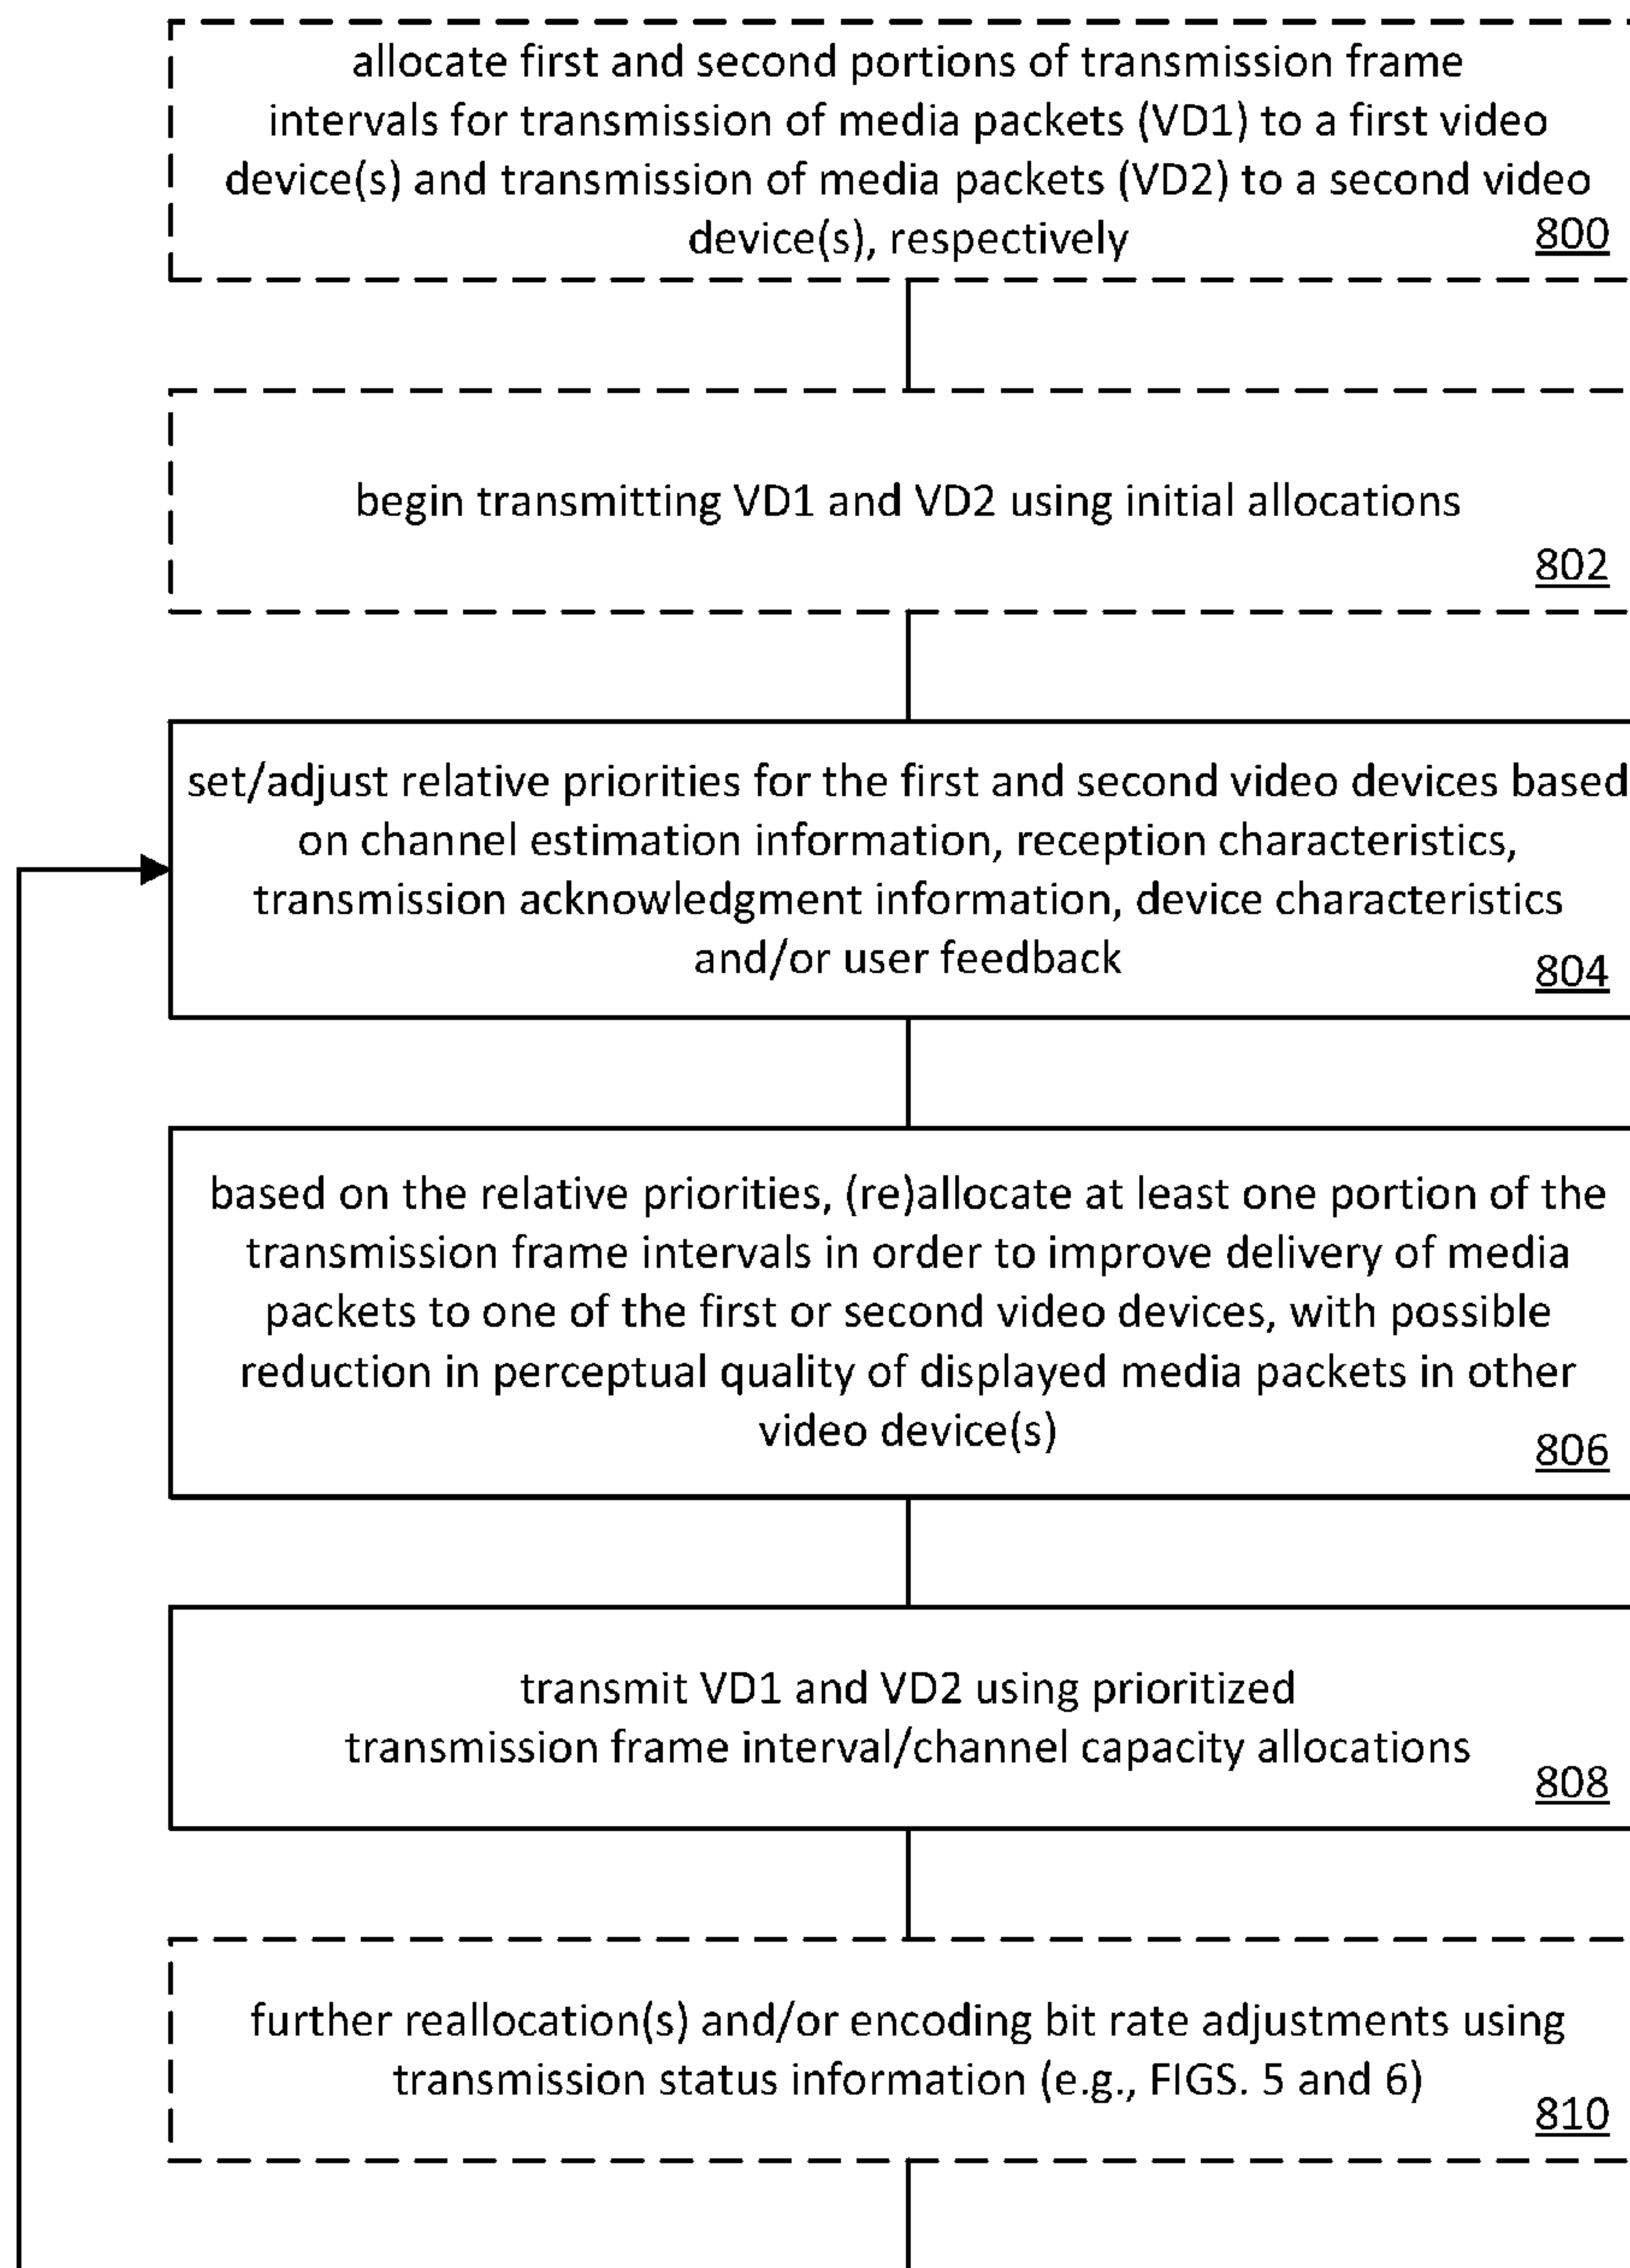 allocate first and second portions of transmission frame
intervals for transmission of media packets (VD1) to a first video
device(s) and transmission of media packets (VD2) to a second video
device(s), respectively
800
begin transmitting VD1 and VD2 using initial allocations
802
set/adjust relative priorities for the first and second video devices based
on channel estimation information, reception characteristics,
transmission acknowledgment information, device characteristics
and/or user feedback
804
based on the relative priorities, (re)allocate at least one portion of the
transmission frame intervals in order to improve delivery of media
packets to one of the first or second video devices, with possible
reduction in perceptual quality of displayed media packets in other
video device(s)
806
transmit VD1 and VD2 using prioritized
transmission frame interval/channel capacity allocations
808
further reallocation(s) and/or encoding bit rate adjustments using
transmission status information (e.g., FIGS. 5 and 6)
810